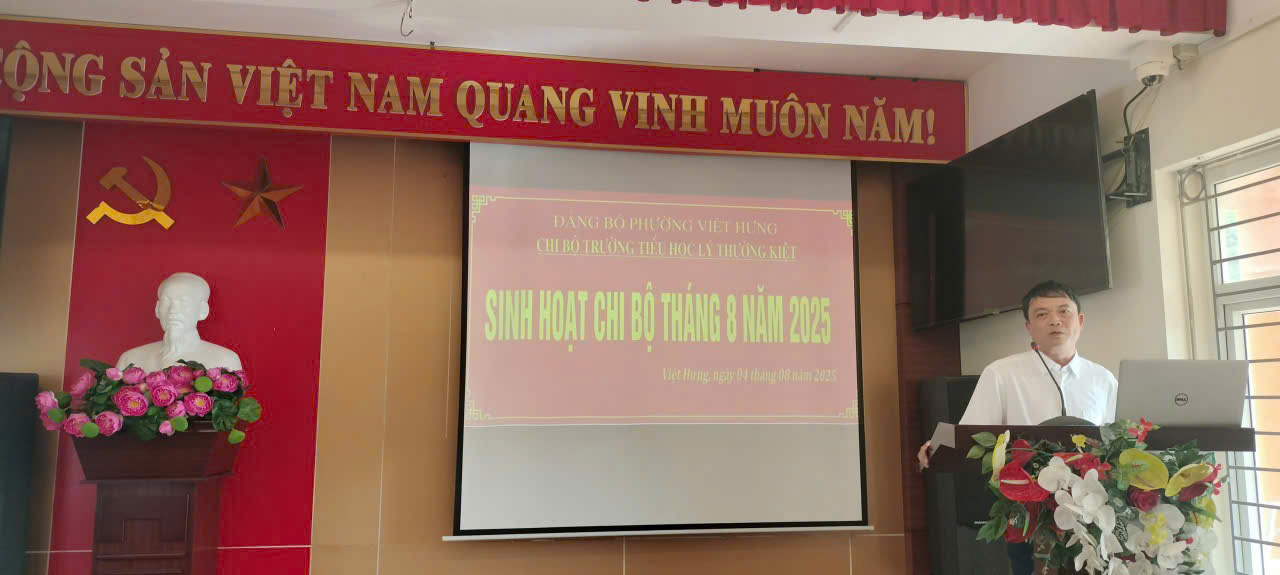 CỘNG SẢN VIỆT NAM QUANG VINH MUÔN NĂM!
ĐẢNG BỘ PHƯỜNG VIỆT HƯNG
CHI BỘ TRƯỜNG TIỂU HỌC LÝ THƯỜNG KIỆT
SINH HOẠT CHI BỘ THÁNG 8 NĂM 2025
Việt Hưng, ngày 04 tháng 08 năm 2025
DELL